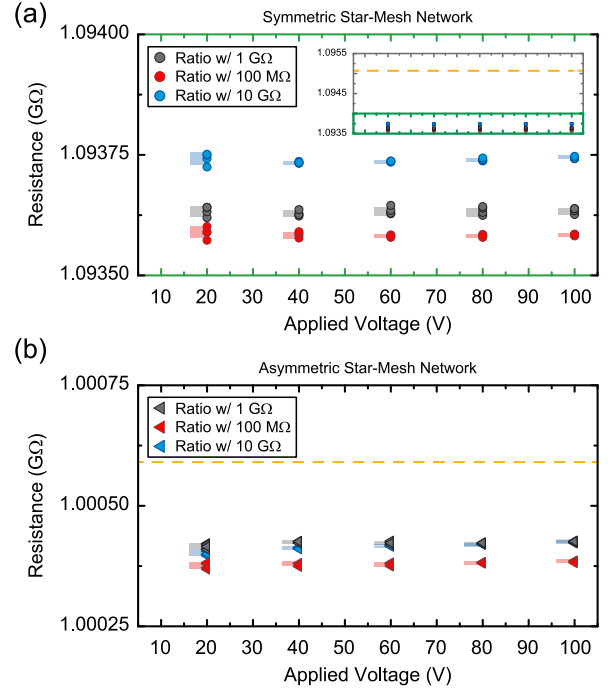 (a)
Symmetric Star-Mesh Network
1.09400
1.09375
1.09350
Resistance (GΩ)
Ratio w/ 1 GΩ
Ratio w/ 100 MΩ
Ratio w/ 10 GΩ
1.0955
1.0945
1.0935
10 20 30 40 50 60 70 80 90 100
Applied Voltage (V)
(b)
Asymmetric Star-Mesh Network
1.00075
1.00050
1.00025
Resistance (GΩ)
Ratio w/ 1 GΩ
Ratio w/ 100 MΩ
Ratio w/ 10 GΩ
10 20 30 40 50 60 70 80 90 100
Applied Voltage (V)